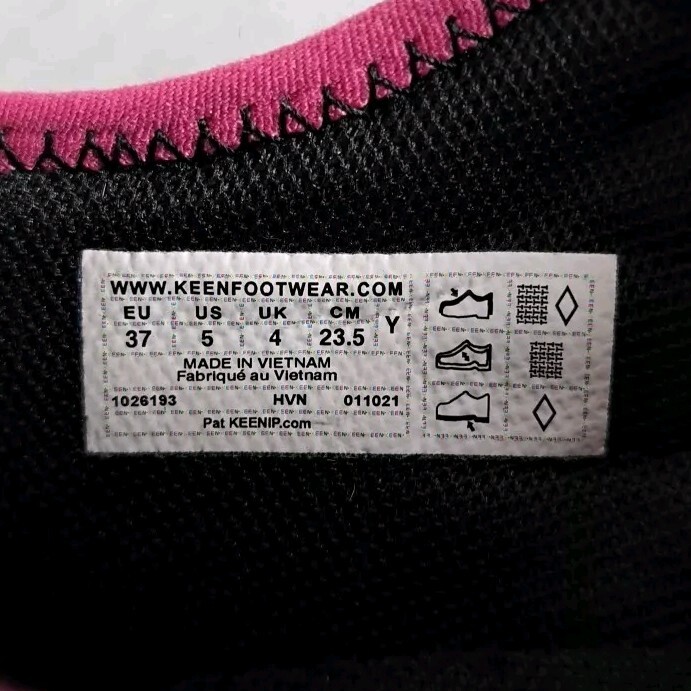 WWW.KEENFOOTWEAR.COM
EU US UK CM Y
37 5 4 23.5
MADE IN VIETNAM
Fabriqué au Vietnam
1026193 HVN 011021
Pat KEENIP.com